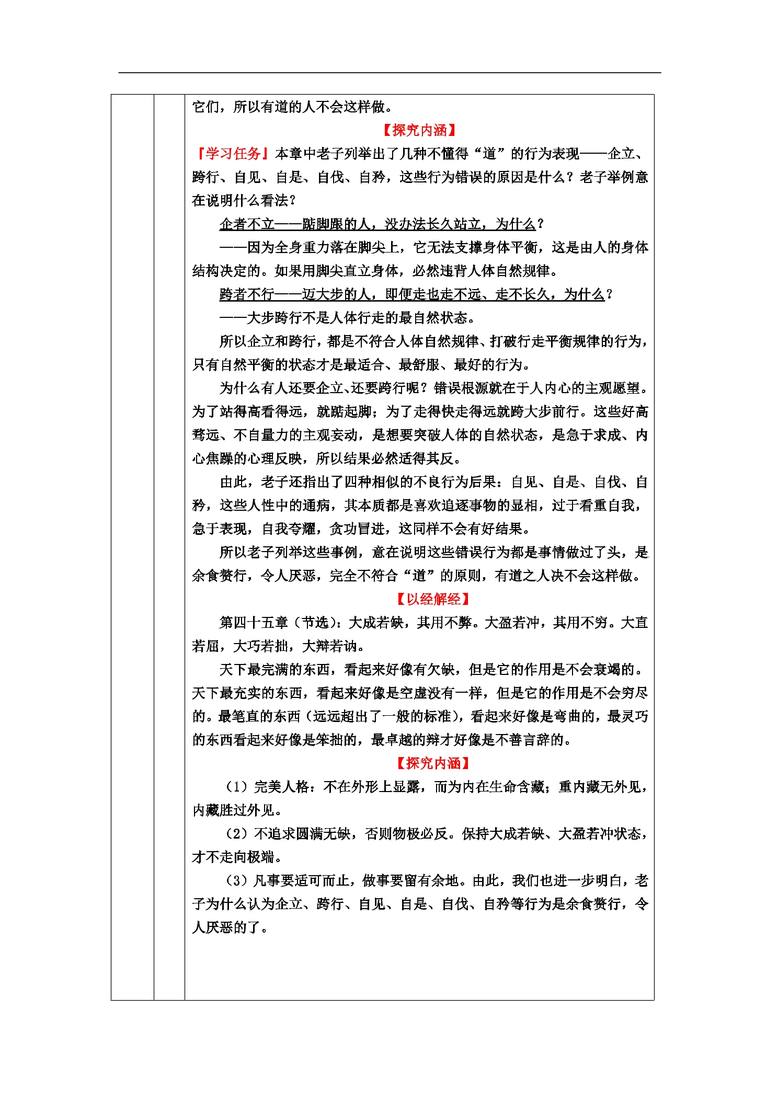 它们，所以有道的人不会这样做。
【探究内涵】
『学习任务』本章中老子列举出了几种不懂得“道”的行为表现——企立、
跨行、自见、自是、自伐、自矜，这些行为错误的原因是什么？老子举例意
在说明什么看法？
企者不立——踮脚跟的人，没办法长久站立，为什么？
——因为全身重力落在脚尖上，它无法支撑身体平衡，这是由人的身体
结构决定的。如果用脚尖直立身体，必然违背人体自然规律。
跨者不行——迈大步的人，即便走也走不远、走不长久，为什么？
——大步跨行不是人体行走的最自然状态。
所以企立和跨行，都是不符合人体自然规律、打破行走平衡规律的行为，
只有自然平衡的状态才是最适合、最舒服、最好的行为。
为什么有人还要企立、还要跨行呢？错误根源就在于人内心的主观愿望。
为了站得高看得远，就踮起脚；为了走得快走得远就跨大步前行。这些好高
骛远、不自量力的主观妄动，是想要突破人体的自然状态，是急于求成、内
心焦躁的心理反映，所以结果必然适得其反。
由此，老子还指出了四种相似的不良行为后果：自见、自是、自伐、自
矜，这些人性中的通病，其本质都是喜欢追逐事物的显相，过于看重自我，
急于表现，自我夸耀，贪功冒进，这同样不会有好结果。
所以老子列举这些事例，意在说明这些错误行为都是事情做过了头，是
余食赘行，令人厌恶，完全不符合“道”的原则，有道之人决不会这样做。
【以经解经】
第四十五章（节选）：大成若缺，其用不弊。大盈若冲，其用不穷。大直
若屈，大巧若拙，大辩若讷。
天下最完满的东西，看起来好像有欠缺，但是它的作用是不会衰竭的。
天下最充实的东西，看起来好像是空虚没有一样，但是它的作用是不会穷尽
的。最笔直的东西（远远超出了一般的标准），看起来好像是弯曲的，最灵巧
的东西看起来好像是笨拙的，最卓越的辩才好像是不善言辞的。
【探究内涵】
（1）完美人格：不在外形上显露，而为内在生命含藏；重内藏无外见，
内藏胜过外见。
（2）不追求圆满无缺，否则物极必反。保持大成若缺、大盈若冲状态，
才不走向极端。
（3）凡事要适可而止，做事要留有余地。由此，我们也进一步明白，老
子为什么认为企立、跨行、自见、自是、自伐、自矜等行为是余食赘行，令
人厌恶的了。